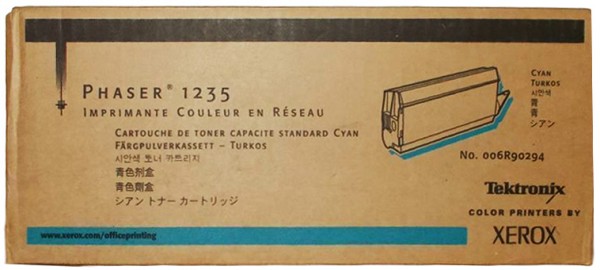 PHASER® 1235
IMPRIMANTE COULEUR EN RÉSEAU
CARTOUCHE DE TONER CAPACITE STANDARD CYAN
FÄRGPULVERKASSETT – TURKOS
시안색 토너 카트리지
青色剂盒
青色劑盒
シアン トナー カートリッジ
www.xerox.com/officeprinting
CYAN
TURKOS
시안색
青
青
シアン
No. 006R90294
Tektronix
COLOR PRINTERS BY
XEROX